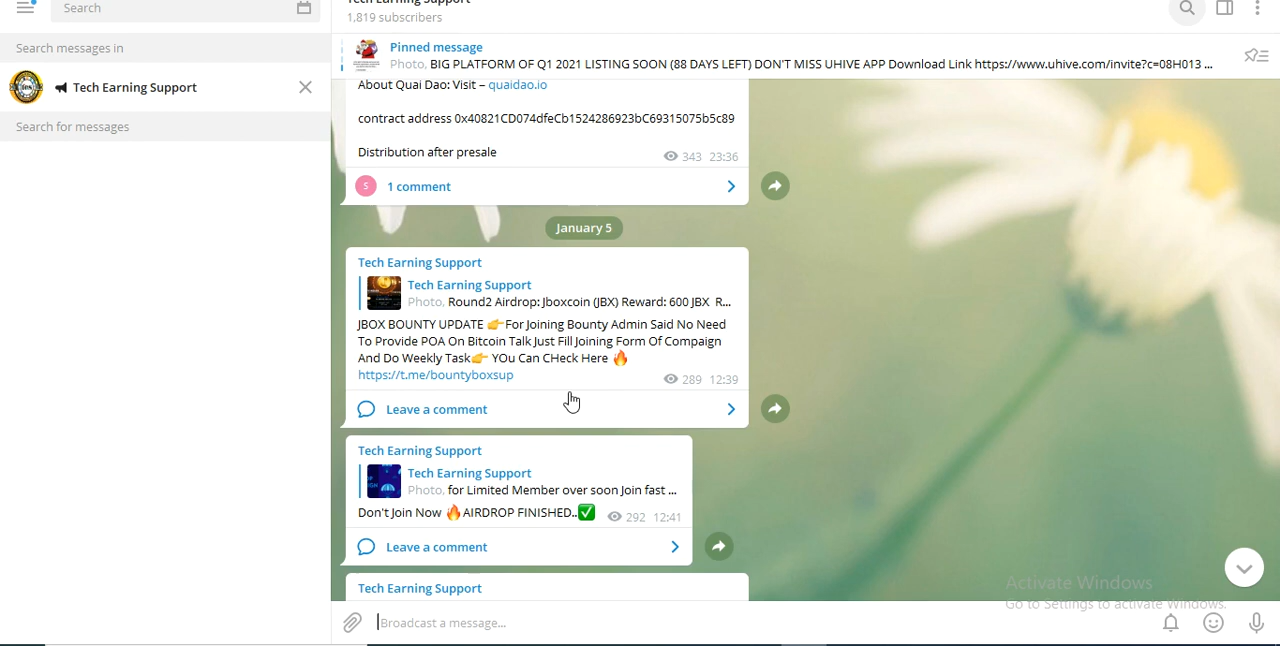 Search
Search messages in
Tech Earning Support
Search for messages
Tech Earning Support
1,819 subscribers
Pinned message
Photo, BIG PLATFORM OF Q1 2021 LISTING SOON (88 DAYS LEFT) DON'T MISS UHIVE APP Download Link https://www.uhive.com/invite?c=08H013 ...
About Quai Dao: Visit – quaidao.io
contract address 0x40821CD074dfeCb1524286923bC69315075b5c89
Distribution after presale
343 23:36
S
1 comment
January 5
Tech Earning Support
Tech Earning Support
Photo, Round2 Airdrop: Jboxcoin (JBX) Reward: 600 JBX R...
JBOX BOUNTY UPDATE 👉For Joining Bounty Admin Said No Need
To Provide POA On Bitcoin Talk Just Fill Joining Form Of Compaign
And Do Weekly Task👉 YOu Can CHeck Here 🔥
https://t.me/bountyboxsup
289 12:39
Leave a comment
Tech Earning Support
Tech Earning Support
Photo, for Limited Member over soon Join fast ...
Don't Join Now 🔥AIRDROP FINISHED..✅
292 12:41
Leave a comment
Tech Earning Support
Activate Windows
Go to Settings to activate Windows.
Broadcast a message...